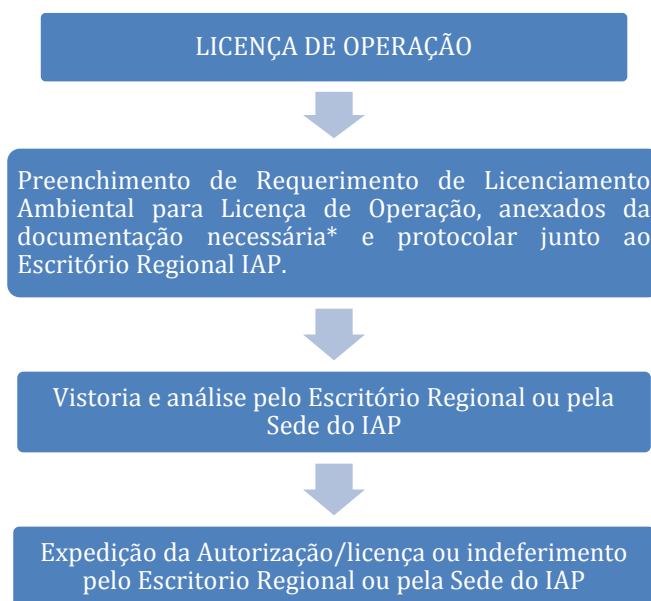 LICENÇA DE OPERAÇÃO
Preenchimento de Requerimento de Licenciamento
Ambiental para Licença de Operação, anexados da
documentação necessária* e protocolar junto ao
Escritório Regional IAP.
Vistoria e análise pelo Escritório Regional ou pela
Sede do IAP
Expedição da Autorização/licença ou indeferimento
pelo Escritorio Regional ou pela Sede do IAP